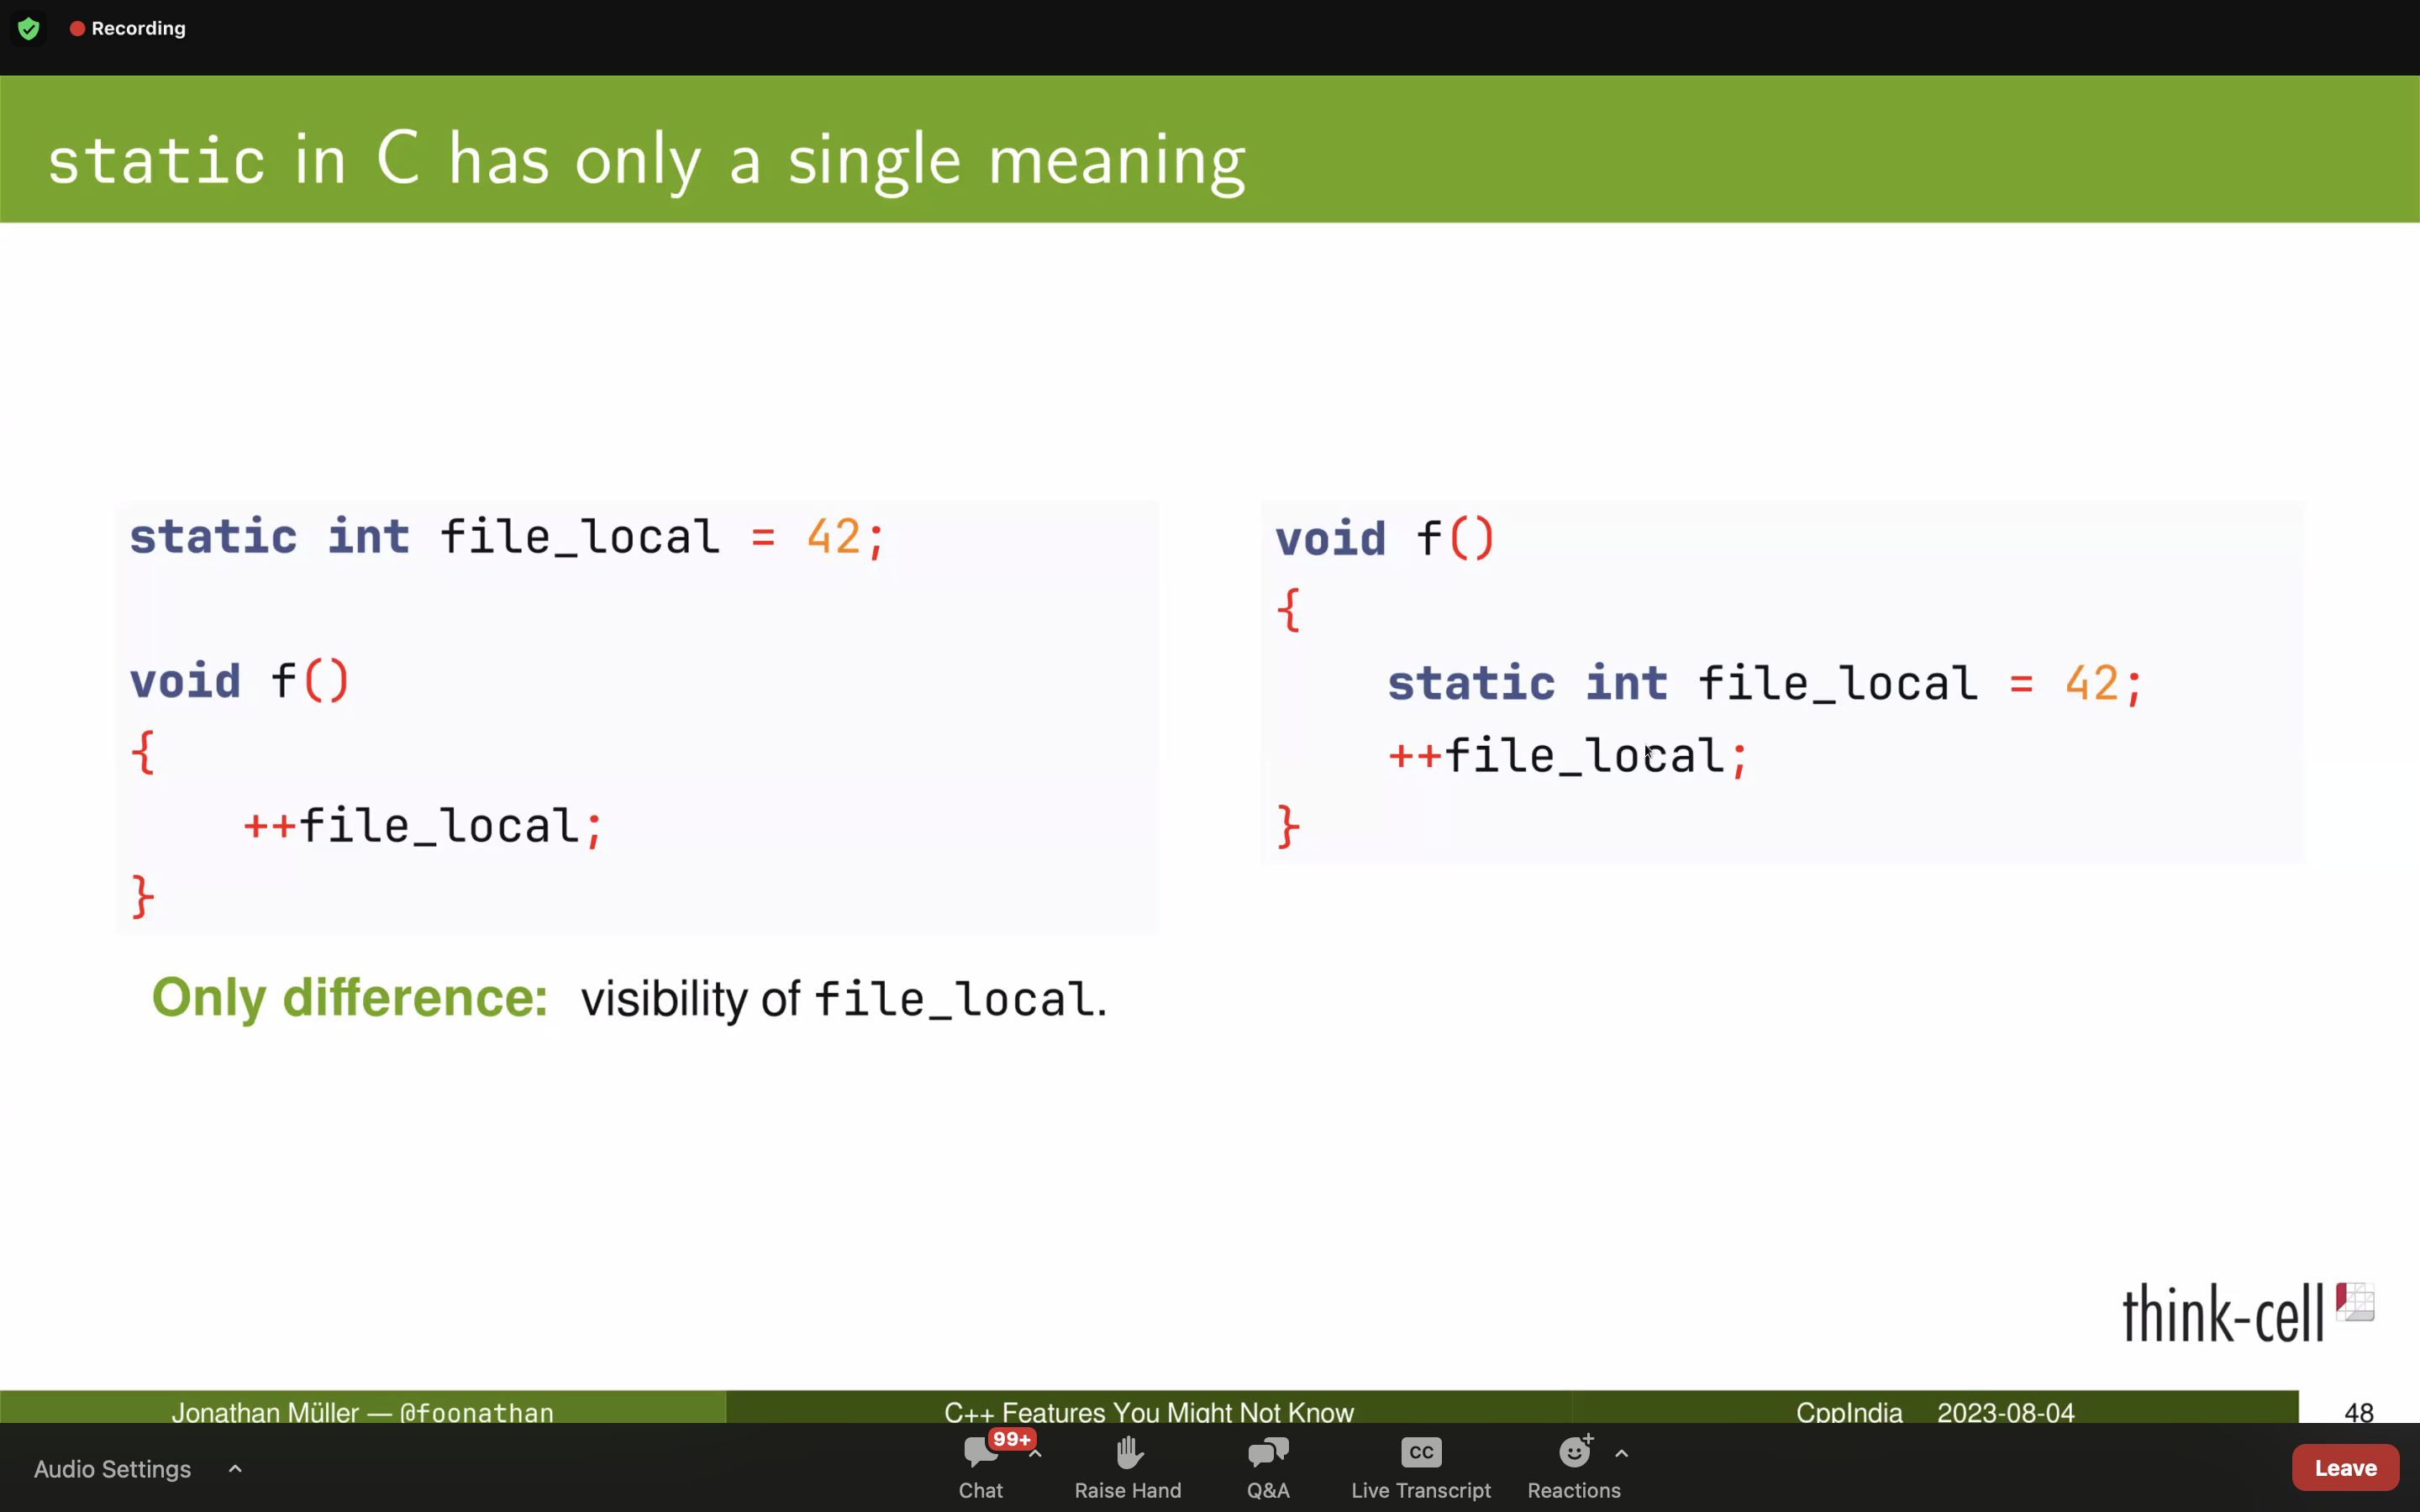 Recording
static in C has only a single meaning
static int file_local = 42;
void f()
{
++file_local;
}
void f()
{
static int file_local = 42;
++file_local;
}
Only difference: visibility of file_local.
think-cell
Jonathan Müller — @foonathan
C++ Features You Might Not Know
CppIndia 2023-08-04
48
Audio Settings
99+
Chat
Raise Hand
Q&A
CC
Live Transcript
Reactions
Leave